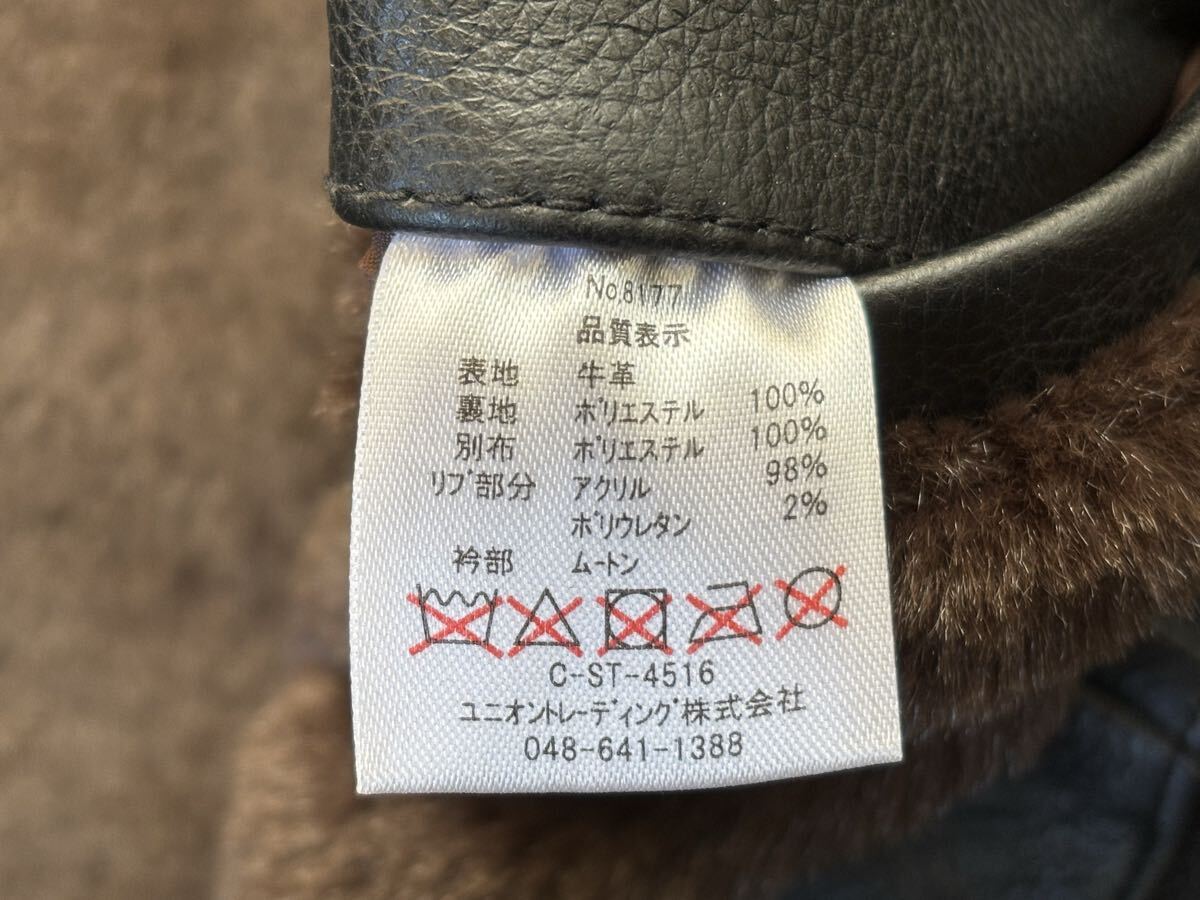 No.8177
品質表示
表地 牛革
裏地 ポリエステル 100%
別布 ポリエステル 100%
リブ部分 アクリル 98%
ポリウレタン 2%
衿部 ムートン
C-ST-4516
ユニオントレーディング株式会社
048-641-1388